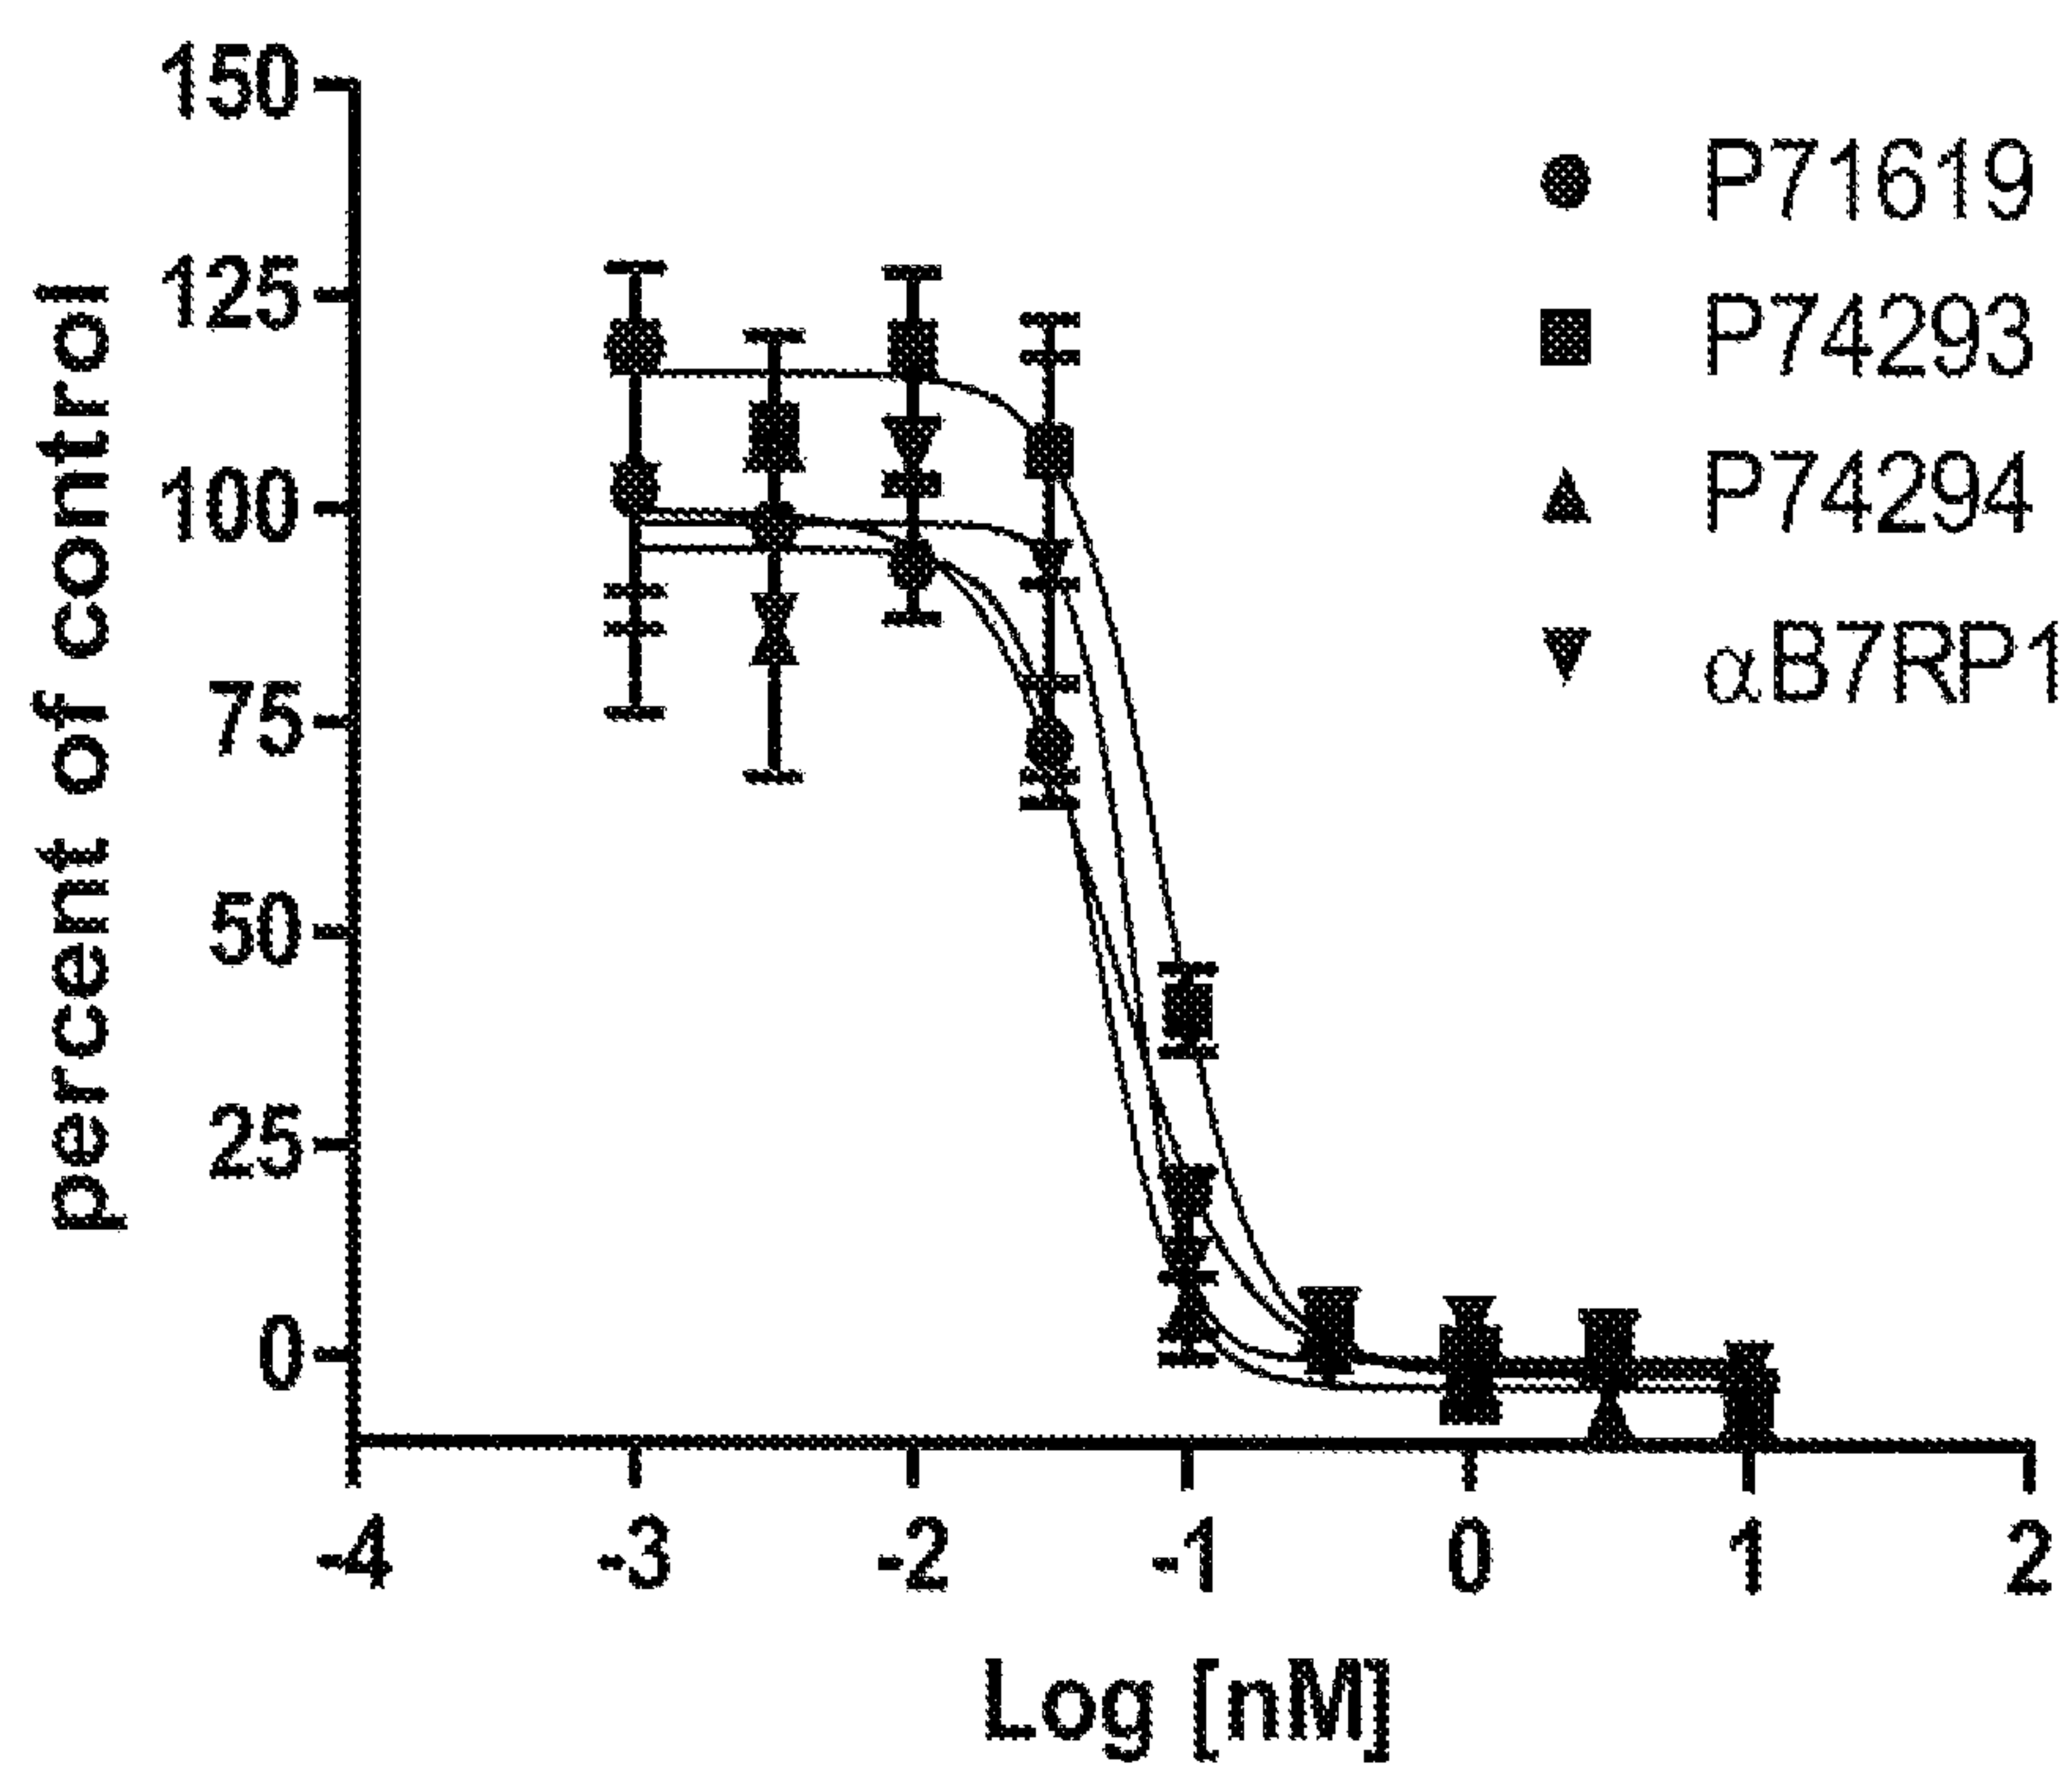 percent of control
150
125
100
75
50
25
0
-4 -3 -2 -1 0 1 2
Log [nM]
P71619
P74293
P74294
αB7RP1